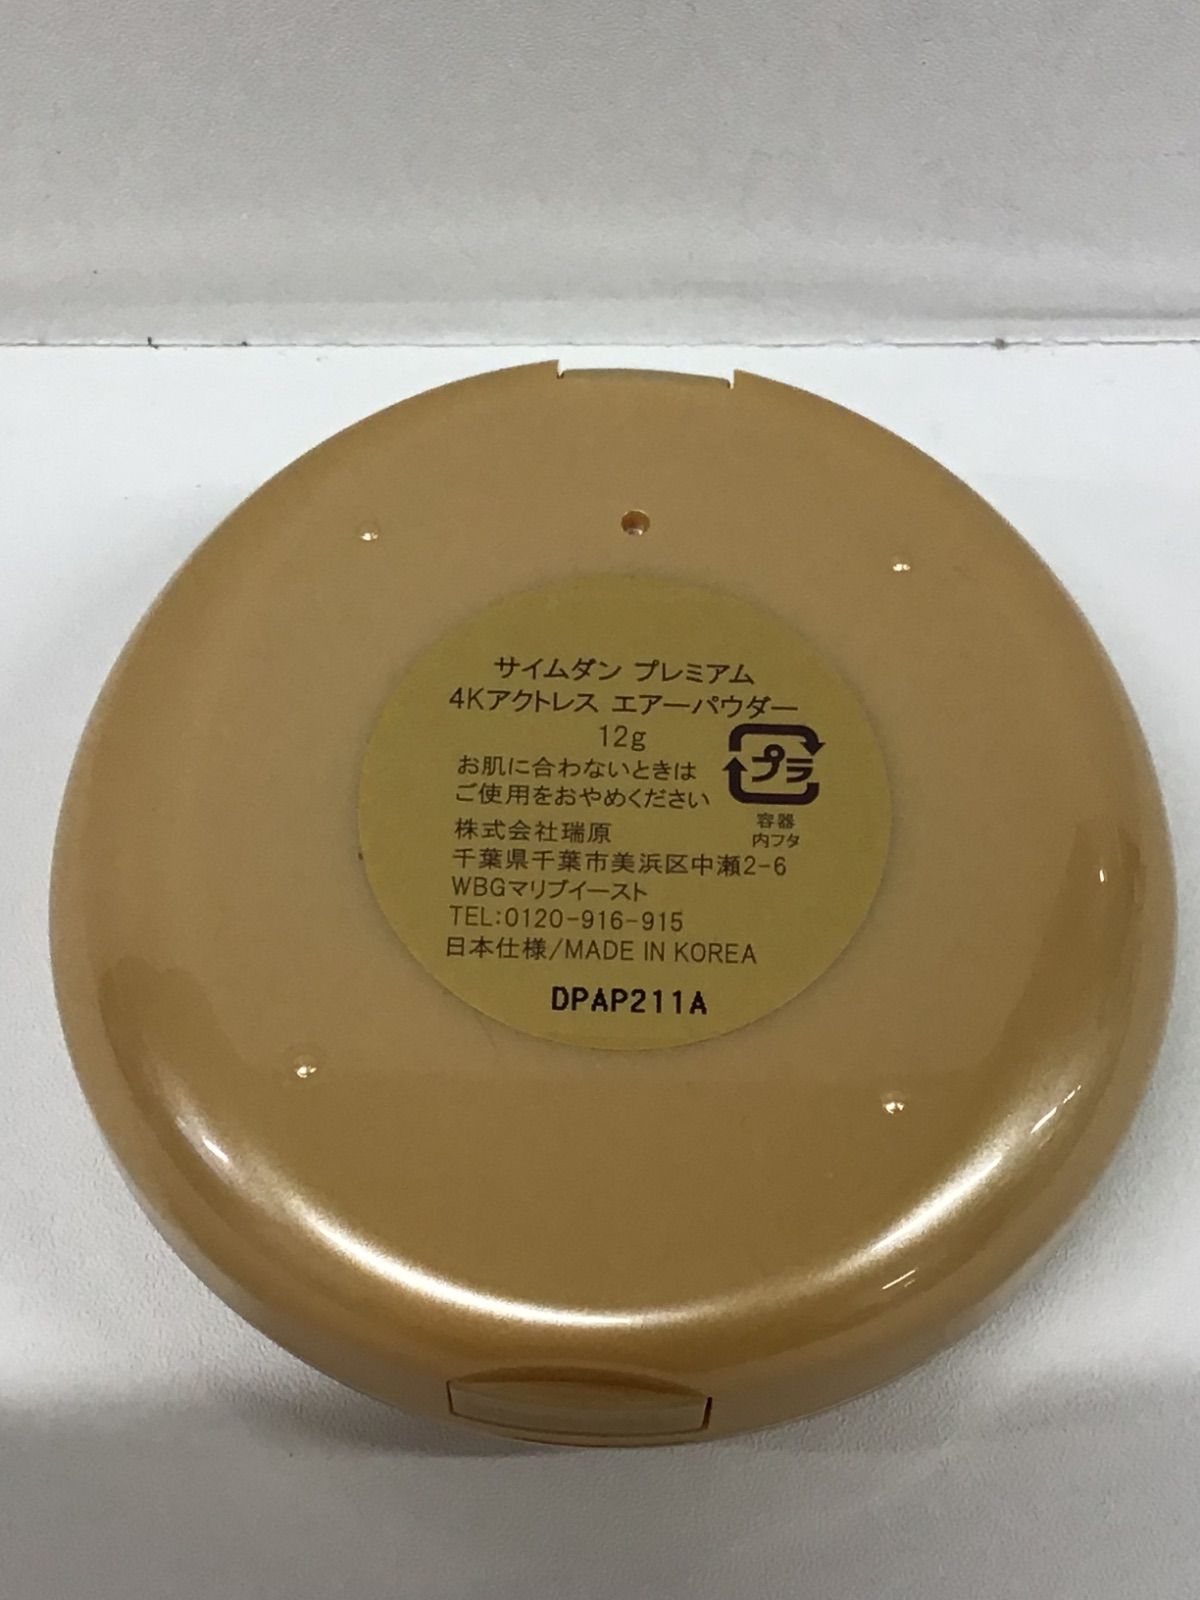 サイムダン プレミアム
4Kアクトレス エアーパウダー
12g
お肌に合わないときは
ご使用をおやめください
プラ
容器
内フタ
株式会社瑞原
千葉県千葉市美浜区中瀬2-6
WBGマリブイースト
TEL:0120-916-915
日本仕様/MADE IN KOREA
DPAP211A